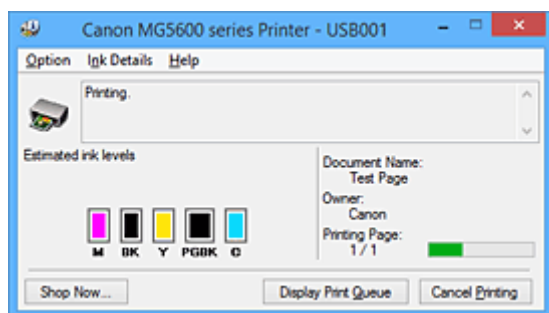 Canon MG5600 series Printer - USB001
Option Ink Details Help
Printing.
Estimated ink levels
Document Name:
Test Page
Owner:
Canon
Printing Page:
1 / 1
M BK Y PGBK C
Shop Now... Display Print Queue Cancel Printing